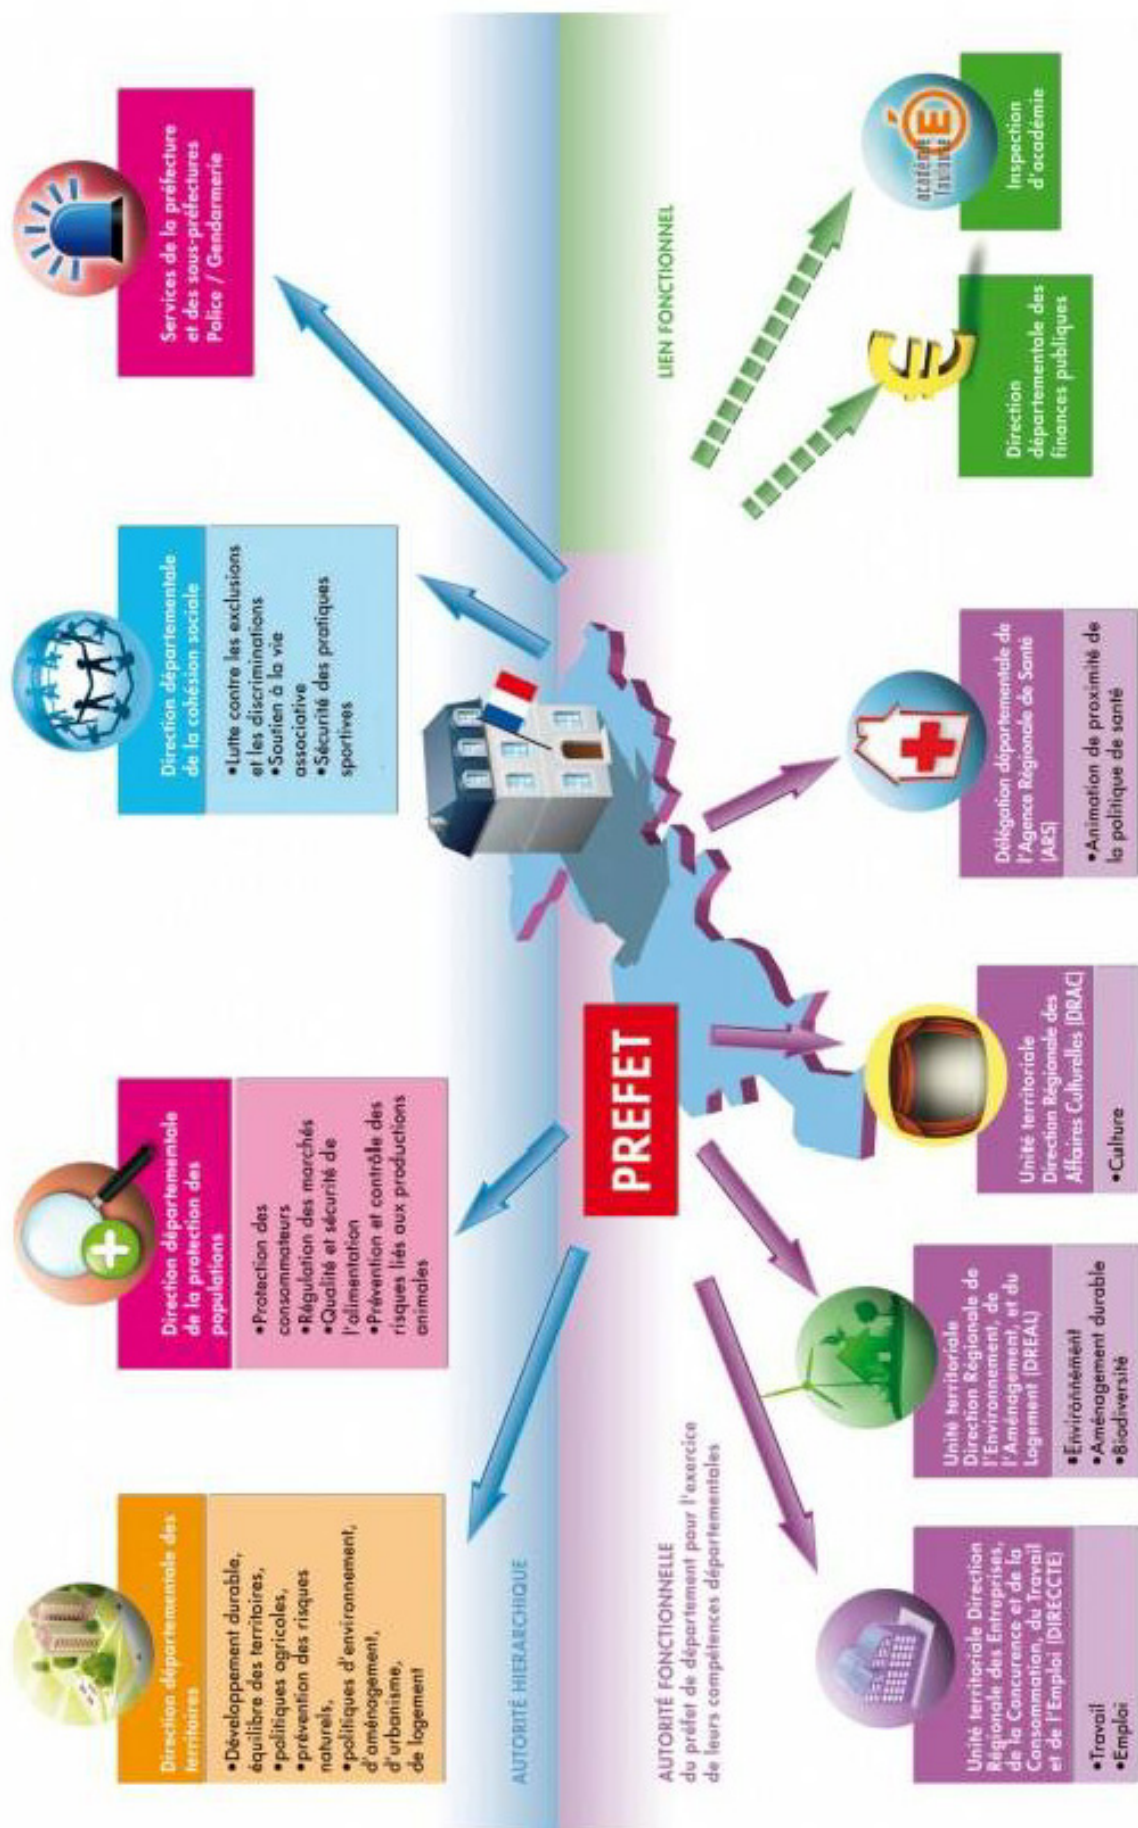 Direction départementale des
territoires
•Développement durable,
équilibre des territoires,
•politiques agricoles,
•prévention des risques
naturels,
•politiques d'environnement,
d'aménagement,
d'urbanisme,
de logement
Direction départementale
de la protection des
populations
•Protection des
consommateurs
•Régulation des marchés
•Qualité et sécurité de
l'alimentation
•Prévention et contrôle des
risques liés aux productions
animales
Direction départementale
de la cohésion sociale
•Lutte contre les exclusions
et les discriminations
•Soutien à la vie
associative
•Sécurité des pratiques
sportives
Services de la préfecture
et des sous-préfectures
Police / Gendarmerie
AUTORITÉ HIERARCHIQUE
PREFET
AUTORITÉ FONCTIONNELLE
du préfet de département pour l'exercice
de leurs compétences départementales
LIEN FONCTIONNEL
Unité territoriale Direction
Régionale des Entreprises,
de la Concurence et de la
Consommation, du Travail
et de l'Emploi (DIRECCTE)
•Travail
•Emploi
Unité territoriale
Direction Régionale de
l'Environnement, de
l'Aménagement, et du
Logement (DREAL)
•Environnement
•Aménagement durable
•Biodiversité
Unité territoriale
Direction Régionale des
Affaires Culturelles (DRAC)
•Culture
Délégation départementale de
l'Agence Régionale de Santé
(ARS)
•Animation de proximité de
la politique de santé
Direction
départementale des
finances publiques
académie
Toulouse
É
Inspection
d'académie